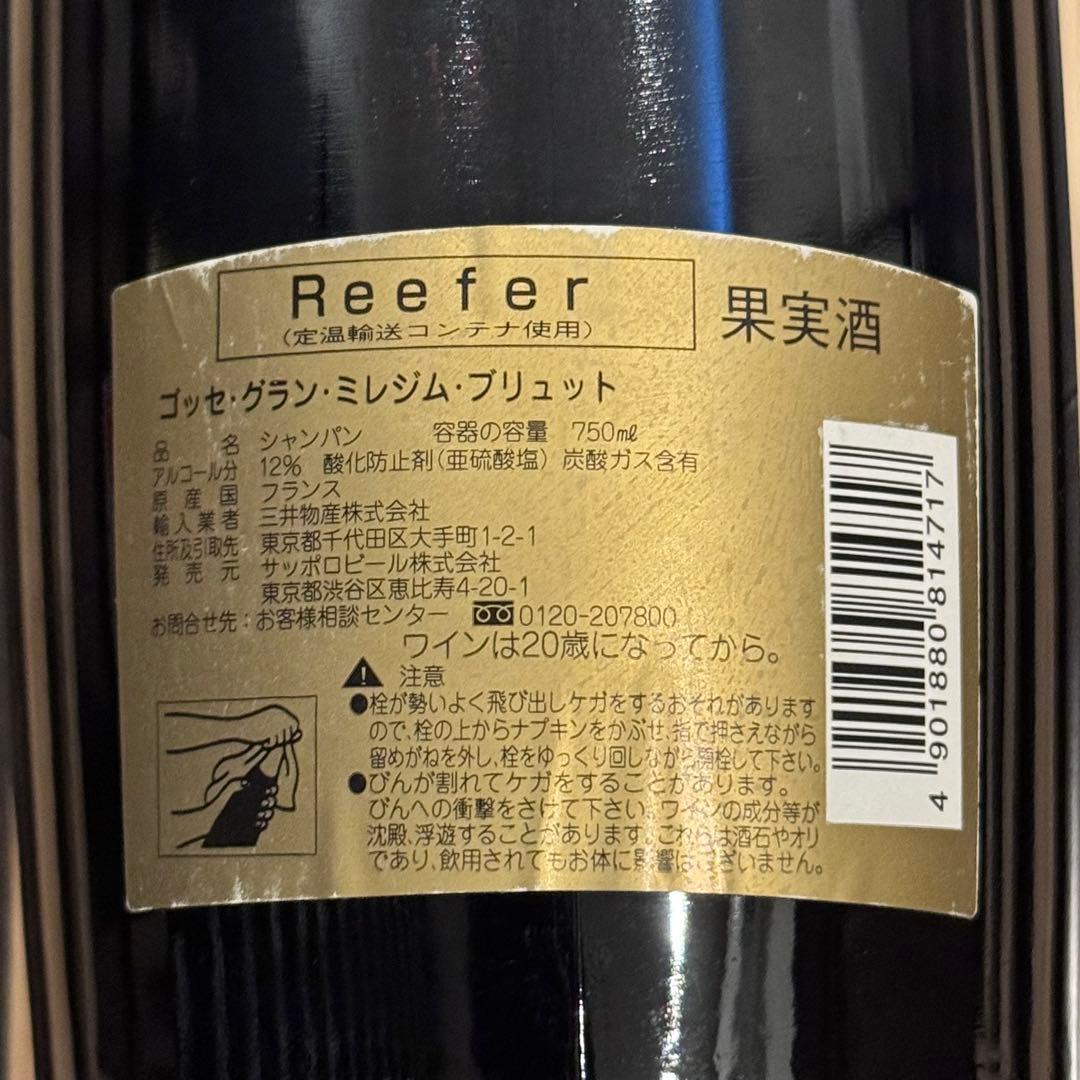 Reefer
(定温輸送コンテナ使用)
果実酒
ゴッセ・グラン・ミレジム・ブリュット
品名 シャンパン 容器の容量 750㎖
アルコール分 12% 酸化防止剤(亜硫酸塩) 炭酸ガス含有
原産国 フランス
輸入業者 三井物産株式会社
住所及引取先 東京都千代田区大手町1-2-1
発売元 サッポロビール株式会社
東京都渋谷区恵比寿4-20-1
お問合せ先:お客様相談センター 0120-207800
ワインは20歳になってから。
注意
●栓が勢いよく飛び出しケガをするおそれがあります
ので、栓の上からナプキンをかぶせ、指で押さえながら
留めがねを外し、栓をゆっくり回しながら開栓して下さい。
●びんが割れてケガをすることがあります。
びんへの衝撃をさけて下さい。ワインの成分等が
沈殿、浮遊することがあります。これらは酒石やオリ
であり、飲用されてもお体に影響はございません。
4 901880 814717